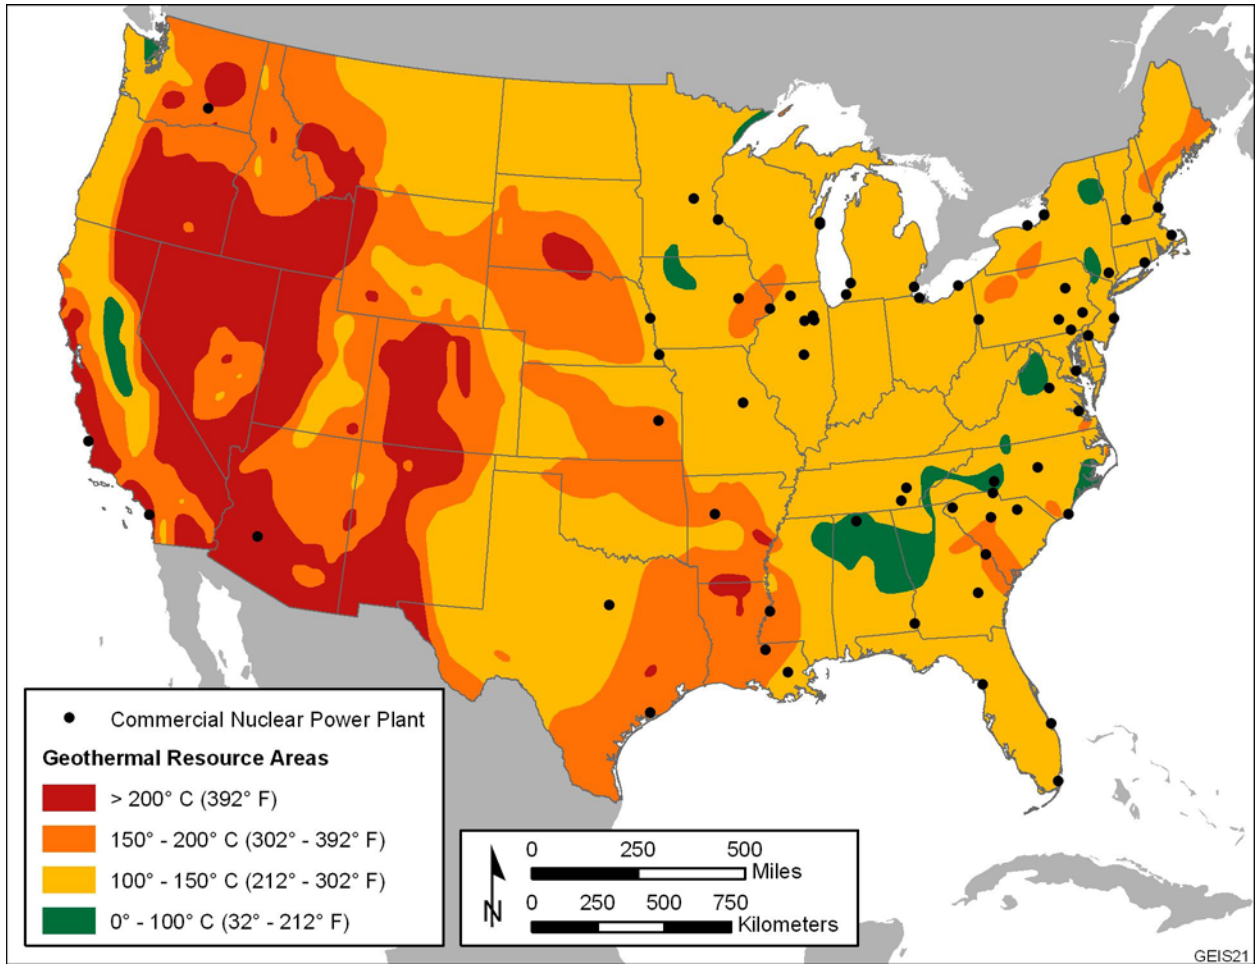 Commercial Nuclear Power Plant
Geothermal Resource Areas
> 200° C (392° F)
150° - 200° C (302° - 392° F)
100° - 150° C (212° - 302° F)
0° - 100° C (32° - 212° F)
N
0 250 500
Miles
0 250 500 750
Kilometers
GEIS21